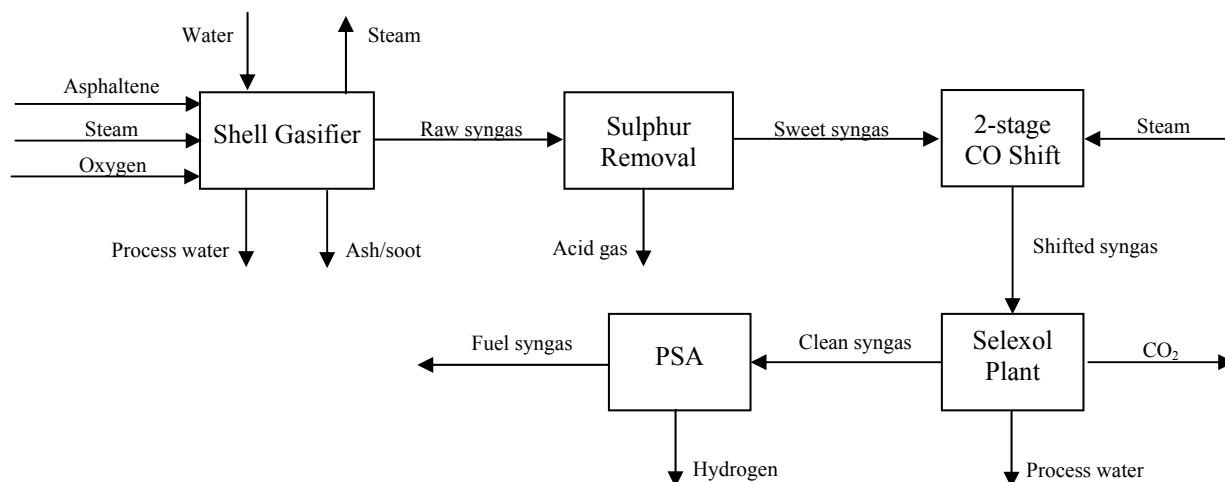 Water
Steam
Asphaltene
Steam
Oxygen
Shell Gasifier
Raw syngas
Sulphur
Removal
Sweet syngas
2-stage
CO Shift
Steam
Process water
Ash/soot
Acid gas
Shifted syngas
Fuel syngas
PSA
Clean syngas
Selexol
Plant
CO₂
Hydrogen
Process water